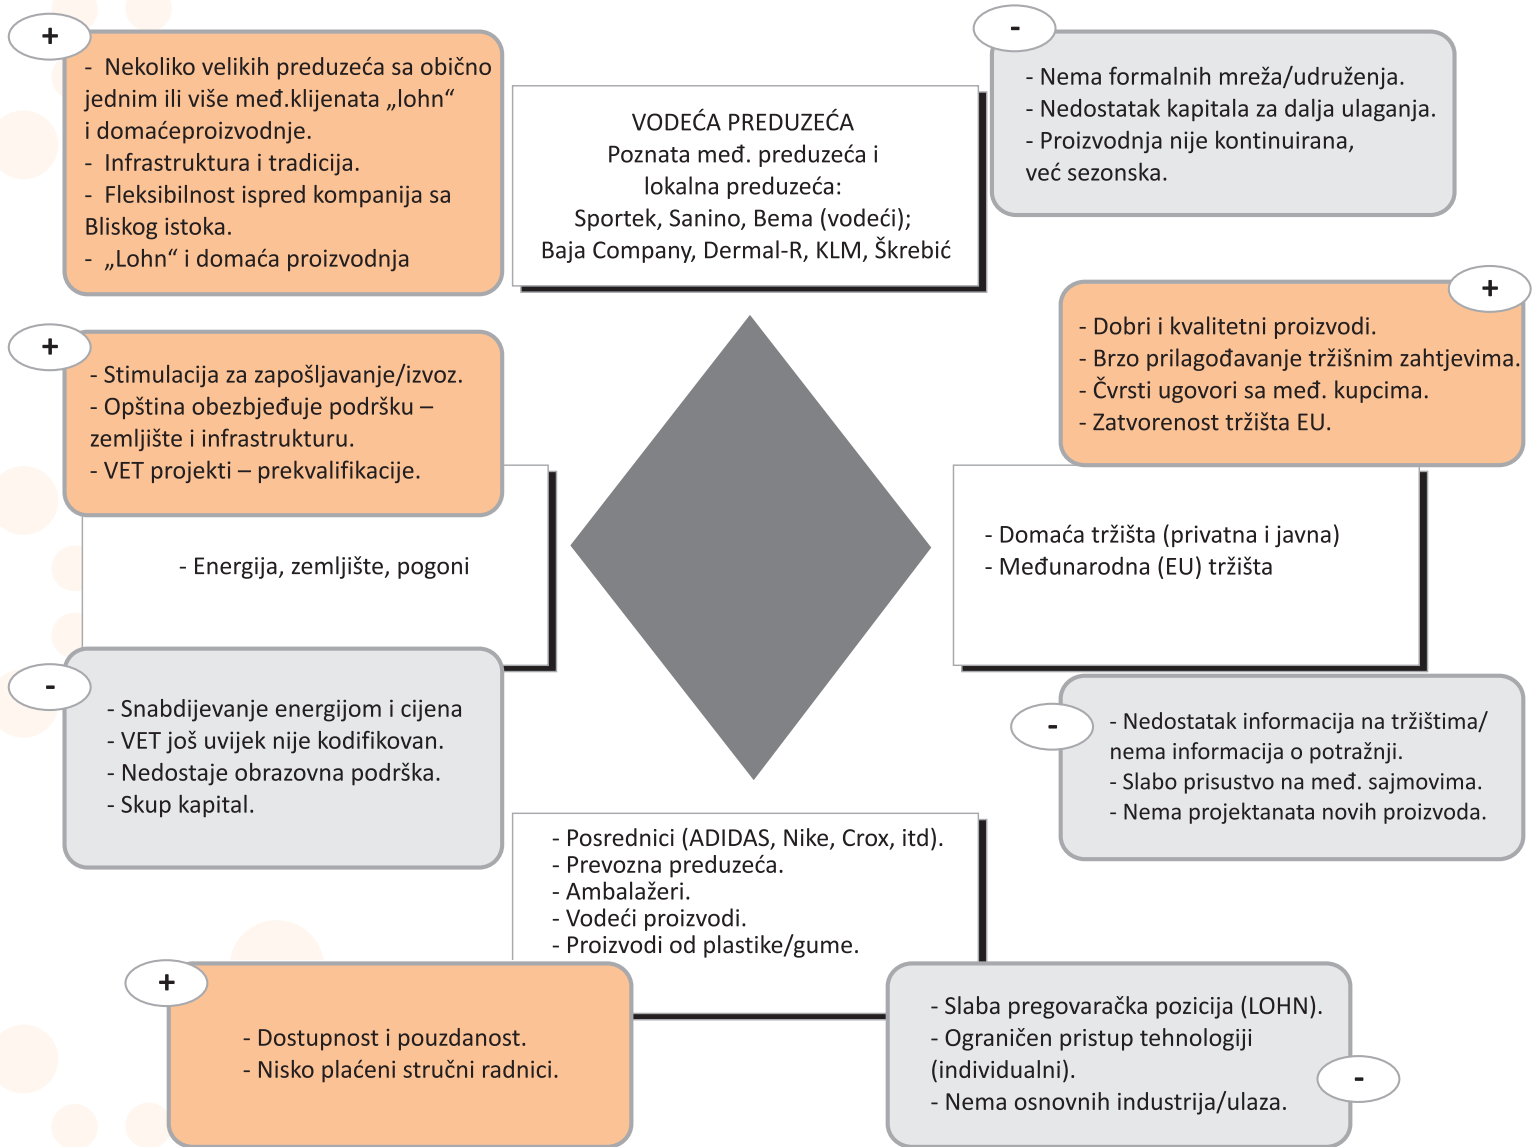 +
- Nekoliko velikih preduzeća sa obično
jednim ili više međ.klijenata „lohn“
i domaćeproizvodnje.
- Infrastruktura i tradicija.
- Fleksibilnost ispred kompanija sa
Bliskog istoka.
- „Lohn“ i domaća proizvodnja
VODEĆA PREDUZEĆA
Poznata međ. preduzeća i
lokalna preduzeća:
Sportek, Sanino, Bema (vodeći);
Baja Company, Dermal-R, KLM, Škrebić
-
- Nema formalnih mreža/udruženja.
- Nedostatak kapitala za dalja ulaganja.
- Proizvodnja nije kontinuirana,
već sezonska.
+
- Stimulacija za zapošljavanje/izvoz.
- Opština obezbjeđuje podršku –
zemljište i infrastrukturu.
- VET projekti – prekvalifikacije.
- Energija, zemljište, pogoni
-
- Snabdijevanje energijom i cijena
- VET još uvijek nije kodifikovan.
- Nedostaje obrazovna podrška.
- Skup kapital.
+
- Dobri i kvalitetni proizvodi.
- Brzo prilagođavanje tržišnim zahtjevima.
- Čvrsti ugovori sa međ. kupcima.
- Zatvorenost tržišta EU.
- Domaća tržišta (privatna i javna)
- Međunarodna (EU) tržišta
-
- Nedostatak informacija na tržištima/
nema informacija o potražnji.
- Slabo prisustvo na međ. sajmovima.
- Nema projektanata novih proizvoda.
- Posrednici (ADIDAS, Nike, Crox, itd).
- Prevozna preduzeća.
- Ambalažeri.
- Vodeći proizvodi.
- Proizvodi od plastike/gume.
+
- Dostupnost i pouzdanost.
- Nisko plaćeni stručni radnici.
- Slaba pregovaračka pozicija (LOHN).
- Ograničen pristup tehnologiji
(individualni).
- Nema osnovnih industrija/ulaza.
-